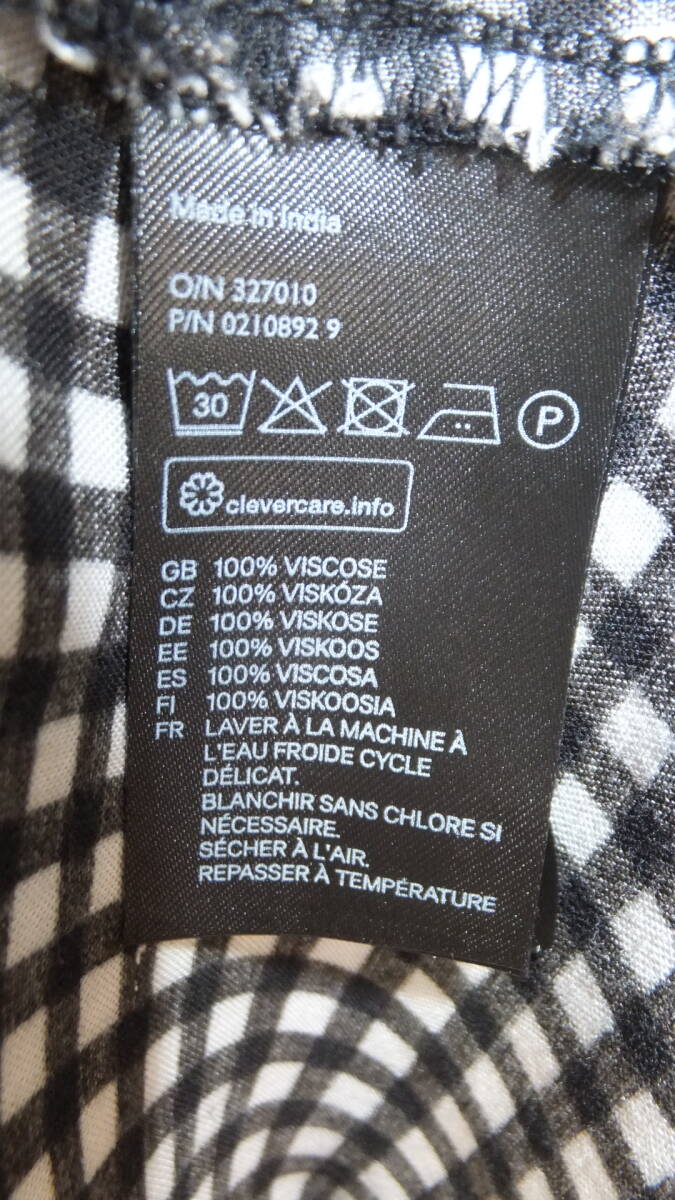 Made in India
O/N 327010
P/N 0210892 9
30 P
clevercare.info
GB 100% VISCOSE
CZ 100% VISKÓZA
DE 100% VISKOSE
EE 100% VISKOOS
ES 100% VISCOSA
FI 100% VISKOOSIA
FR LAVER À LA MACHINE À
L'EAU FROIDE CYCLE
DÉLICAT.
BLANCHIR SANS CHLORE SI
NÉCESSAIRE.
SÉCHER À L'AIR.
REPASSER À TEMPÉRATURE